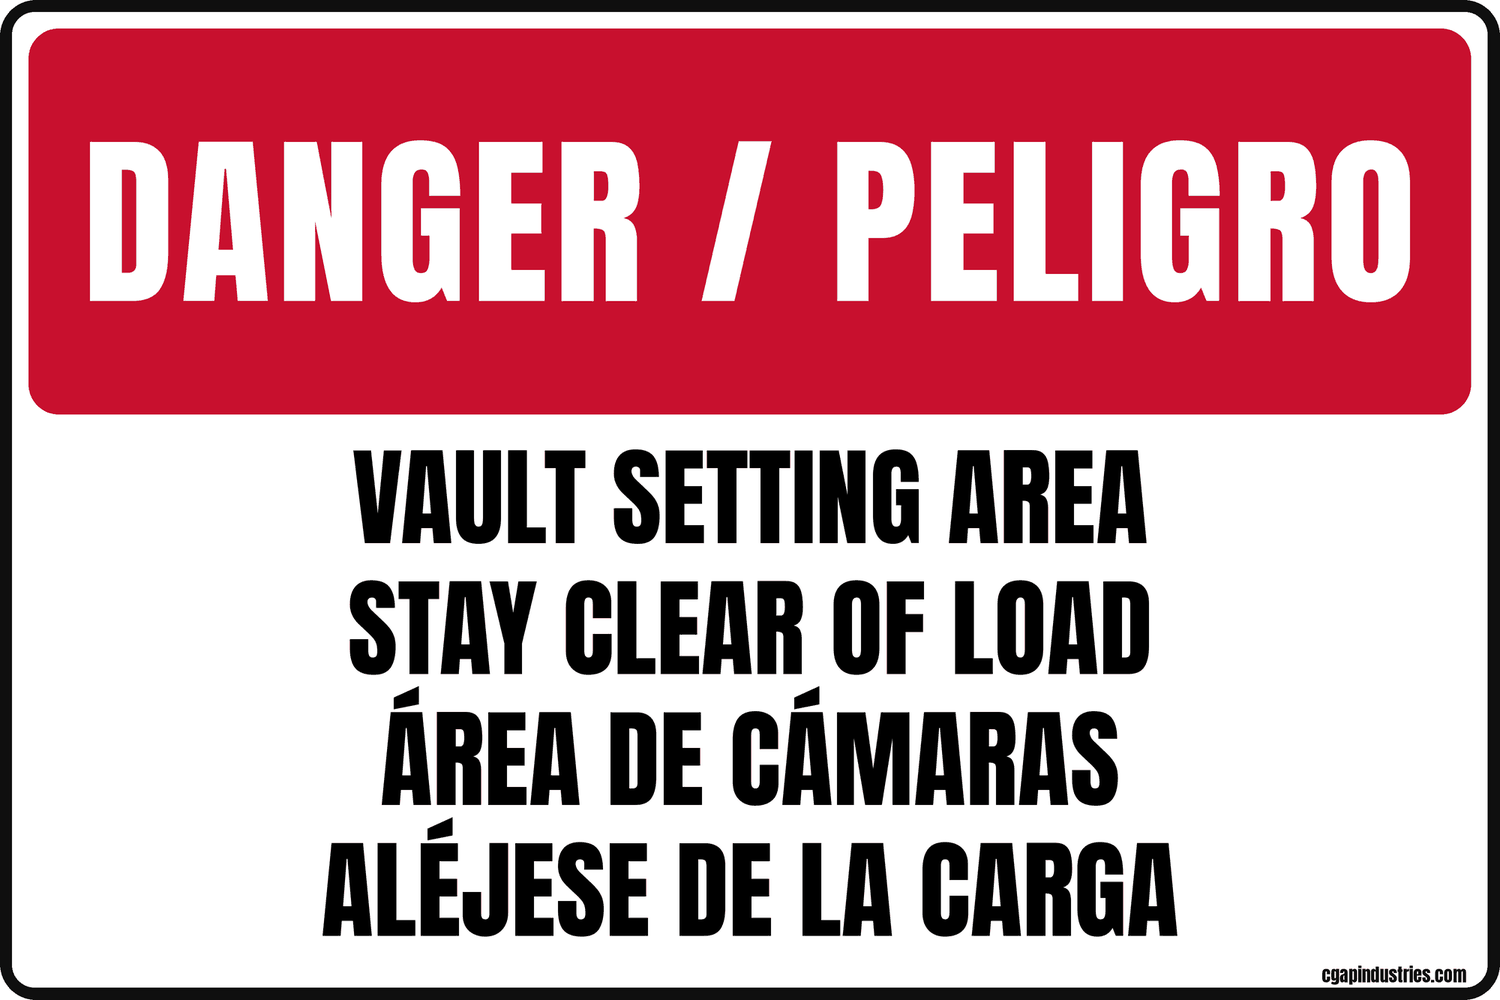 DANGER / PELIGRO
VAULT SETTING AREA
STAY CLEAR OF LOAD
ÁREA DE CÁMARAS
ALÉJESE DE LA CARGA
cgapindustries.com